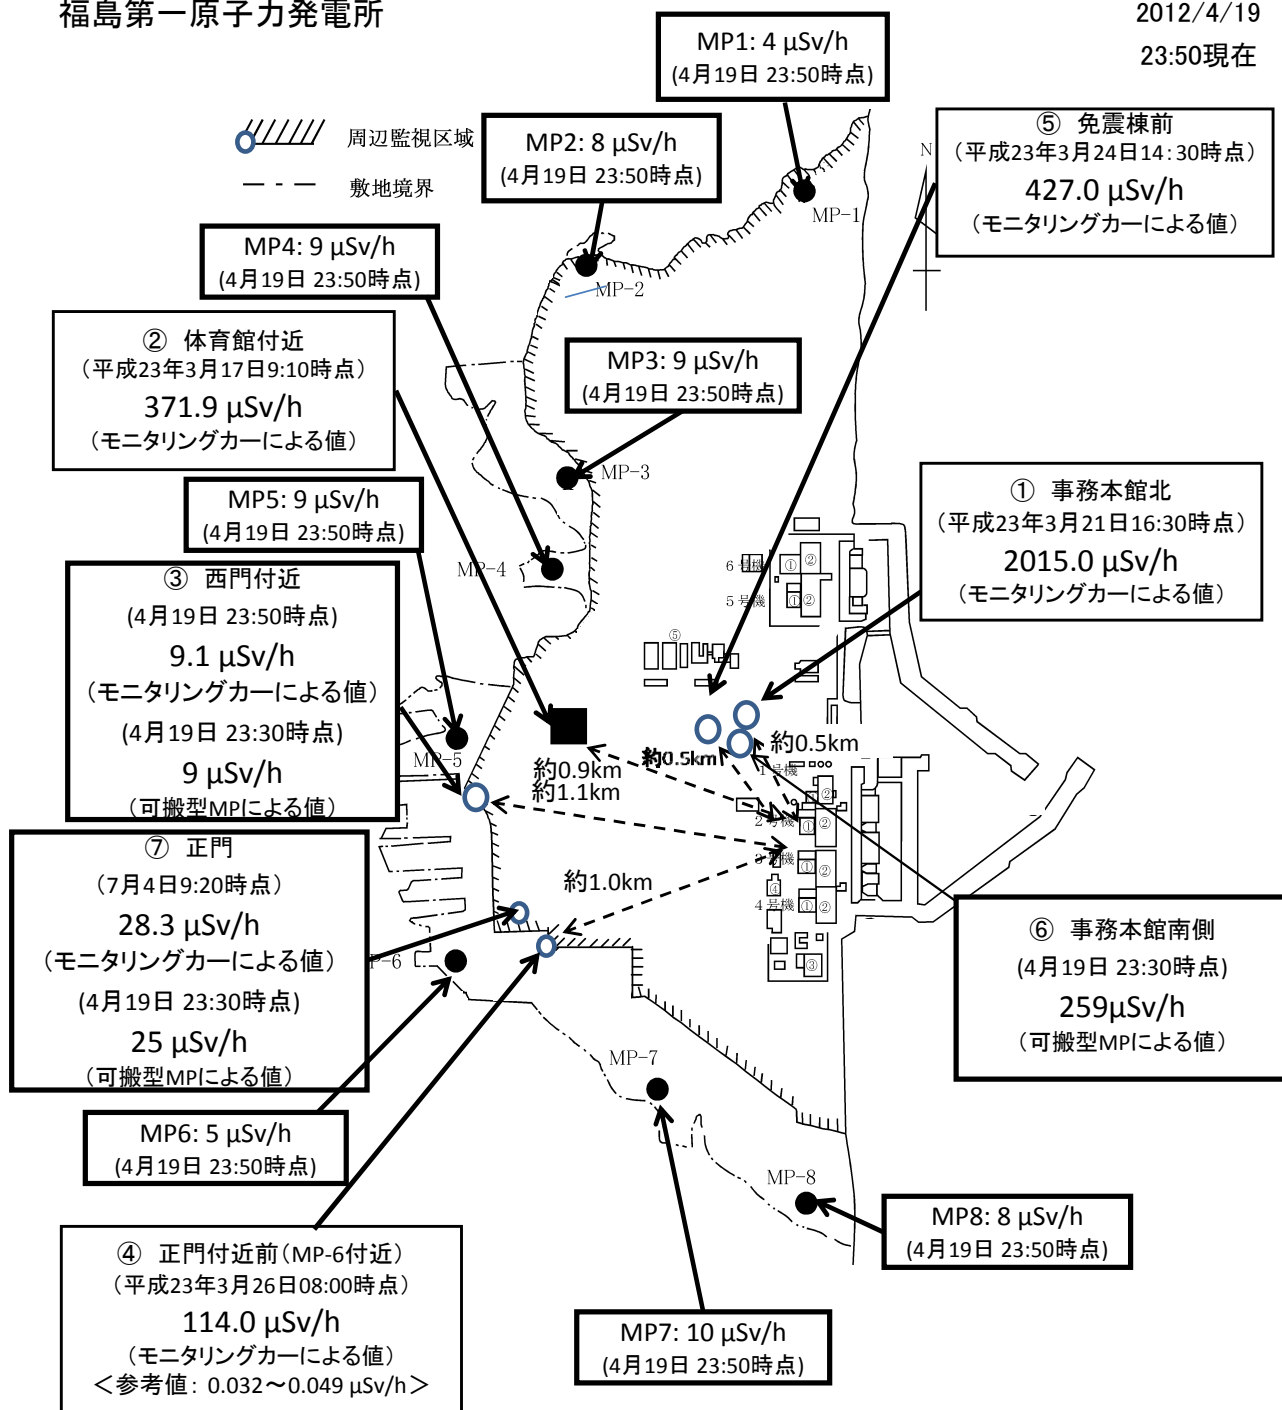 福島第一原子力発電所
2012/4/19
23:50現在
MP1: 4 μSv/h
(4月19日 23:50時点)
周辺監視区域
敷地境界
MP2: 8 μSv/h
(4月19日 23:50時点)
⑤ 免震棟前
(平成23年3月24日14:30時点)
427.0 μSv/h
(モニタリングカーによる値)
N
MP-1
MP4: 9 μSv/h
(4月19日 23:50時点)
MP-2
② 体育館付近
(平成23年3月17日9:10時点)
371.9 μSv/h
(モニタリングカーによる値)
MP3: 9 μSv/h
(4月19日 23:50時点)
MP-3
MP5: 9 μSv/h
(4月19日 23:50時点)
① 事務本館北
(平成23年3月21日16:30時点)
2015.0 μSv/h
(モニタリングカーによる値)
MP-4
③ 西門付近
(4月19日 23:50時点)
9.1 μSv/h
(モニタリングカーによる値)
(4月19日 23:30時点)
9 μSv/h
(可搬型MPによる値)
6号機
① ②
5号機
① ②
⑤
MP-5
約0.9km
約1.1km
約0.5km
約0.5km
1号機
②
2号機
① ②
3号機
① ②
④
4号機
① ②
③
約1.0km
⑦ 正門
(7月4日9:20時点)
28.3 μSv/h
(モニタリングカーによる値)
(4月19日 23:30時点)
25 μSv/h
(可搬型MPによる値)
P-6
⑥ 事務本館南側
(4月19日 23:30時点)
259μSv/h
(可搬型MPによる値)
MP-7
MP6: 5 μSv/h
(4月19日 23:50時点)
MP-8
MP8: 8 μSv/h
(4月19日 23:50時点)
④ 正門付近前(MP-6付近)
(平成23年3月26日08:00時点)
114.0 μSv/h
(モニタリングカーによる値)
<参考値: 0.032~0.049 μSv/h>
MP7: 10 μSv/h
(4月19日 23:50時点)